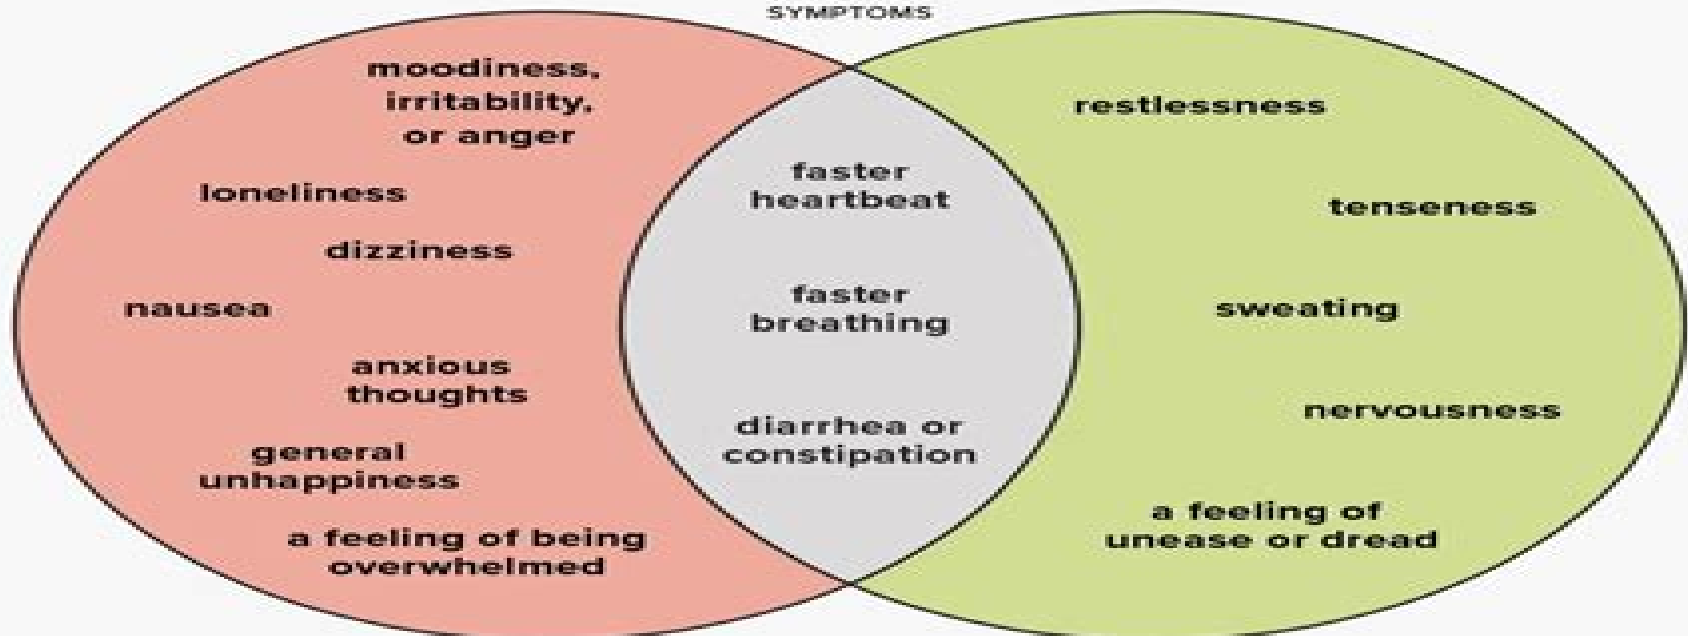 SYMPTOMS
moodiness,
irritability,
or anger
loneliness
dizziness
nausea
anxious
thoughts
general
unhappiness
a feeling of being
overwhelmed
faster
heartbeat
faster
breathing
diarrhea or
constipation
restlessness
tenseness
sweating
nervousness
a feeling of
unease or dread